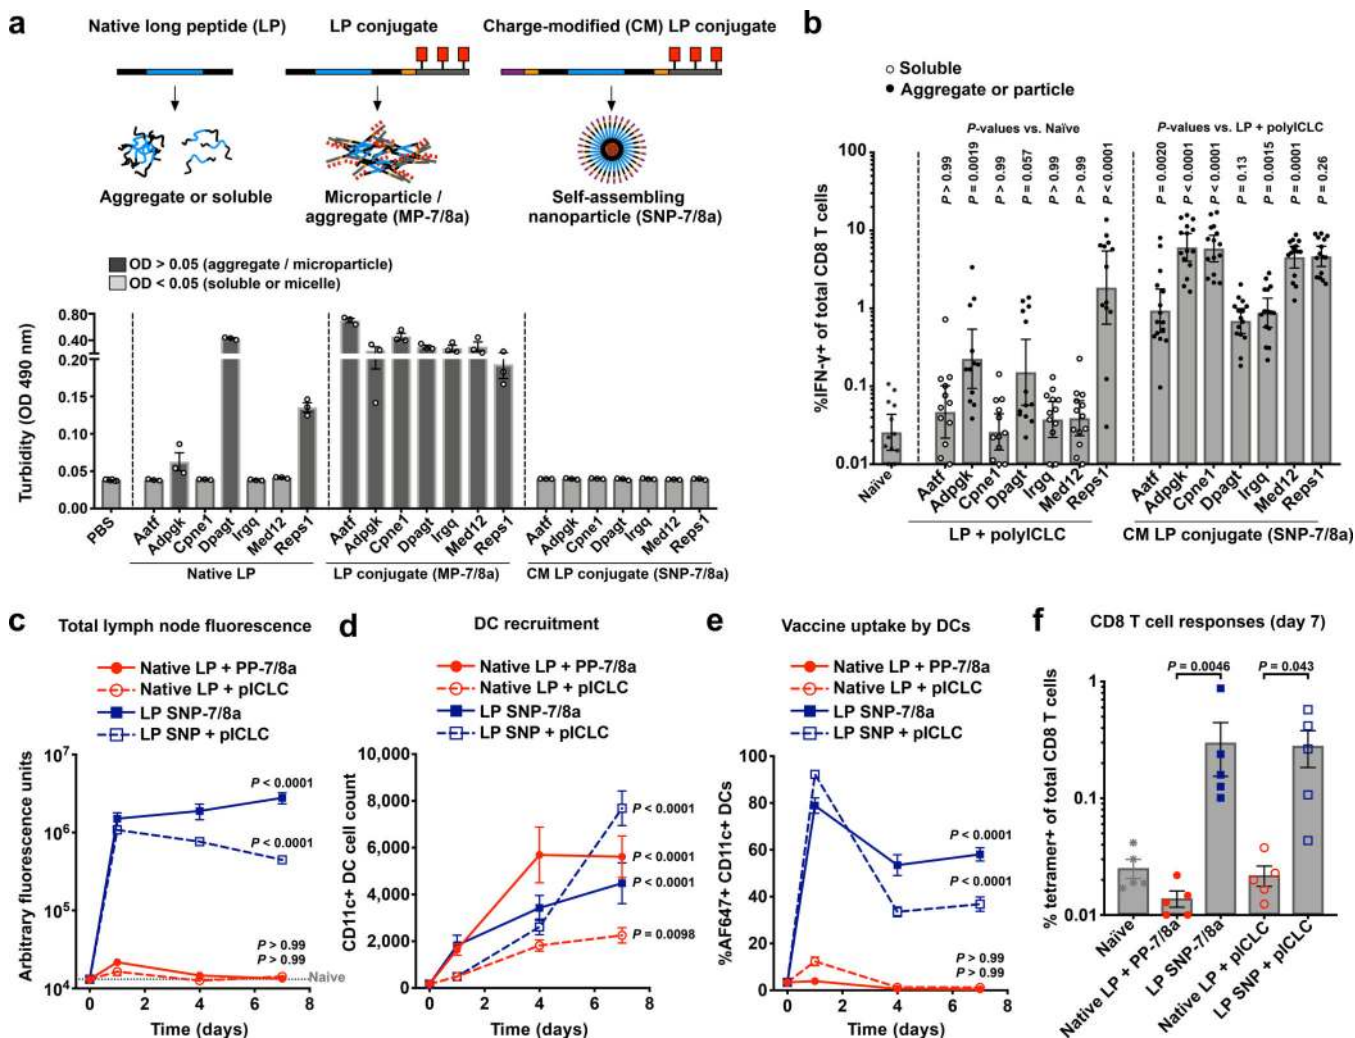 a
Native long peptide (LP)
LP conjugate
Charge-modified (CM) LP conjugate
Aggregate or soluble
Microparticle /
aggregate (MP-7/8a)
Self-assembling
nanoparticle (SNP-7/8a)
OD > 0.05 (aggregate / microparticle)
OD < 0.05 (soluble or micelle)
Turbidity (OD 490 nm)
0.80
0.40
0.20
0.15
0.10
0.05
0.00
PBS
Aatf
Adpgk
Cpne1
Dpagt
Irgq
Med12
Reps1
Aatf
Adpgk
Cpne1
Dpagt
Irgq
Med12
Reps1
Aatf
Adpgk
Cpne1
Dpagt
Irgq
Med12
Reps1
Native LP
LP conjugate (MP-7/8a)
CM LP conjugate (SNP-7/8a)
b
Soluble
Aggregate or particle
P-values vs. Naïve
P-values vs. LP + polyICLC
P > 0.99
P = 0.0019
P > 0.99
P = 0.057
P > 0.99
P > 0.99
P < 0.0001
P = 0.0020
P < 0.0001
P < 0.0001
P = 0.13
P = 0.0015
P = 0.0001
P = 0.26
%IFN-γ+ of total CD8 T cells
100
10
1
0.1
0.01
Naïve
Aatf
Adpgk
Cpne1
Dpagt
Irgq
Med12
Reps1
Aatf
Adpgk
Cpne1
Dpagt
Irgq
Med12
Reps1
LP + polyICLC
CM LP conjugate (SNP-7/8a)
c
Total lymph node fluorescence
Native LP + PP-7/8a
Native LP + pICLC
LP SNP-7/8a
LP SNP + pICLC
Arbitrary fluorescence units
10⁷
10⁶
10⁵
10⁴
P < 0.0001
P < 0.0001
P > 0.99
P > 0.99
Naive
0 2 4 6 8
Time (days)
d
DC recruitment
Native LP + PP-7/8a
Native LP + pICLC
LP SNP-7/8a
LP SNP + pICLC
CD11c+ DC cell count
10,000
8,000
6,000
4,000
2,000
0
P < 0.0001
P < 0.0001
P < 0.0001
P = 0.0098
0 2 4 6 8
Time (days)
e
Vaccine uptake by DCs
Native LP + PP-7/8a
Native LP + pICLC
LP SNP-7/8a
LP SNP + pICLC
%AF647+ CD11c+ DCs
100
80
60
40
20
0
P < 0.0001
P < 0.0001
P > 0.99
P > 0.99
0 2 4 6 8
Time (days)
f
CD8 T cell responses (day 7)
P = 0.0046
P = 0.043
% tetramer+ of total CD8 T cells
1
0.1
0.01
Naïve
Native LP + PP-7/8a
LP SNP-7/8a
Native LP + pICLC
LP SNP + pICLC